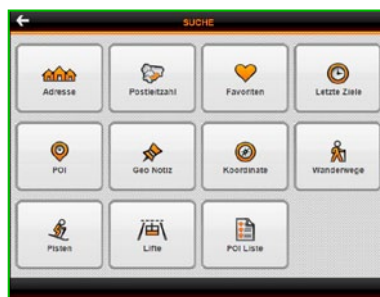 SUCHE
Adresse
Postleitzahl
Favoriten
Letzte Ziele
POI
Geo Notiz
Koordinate
Wanderwege
Pisten
Lifte
POI Liste